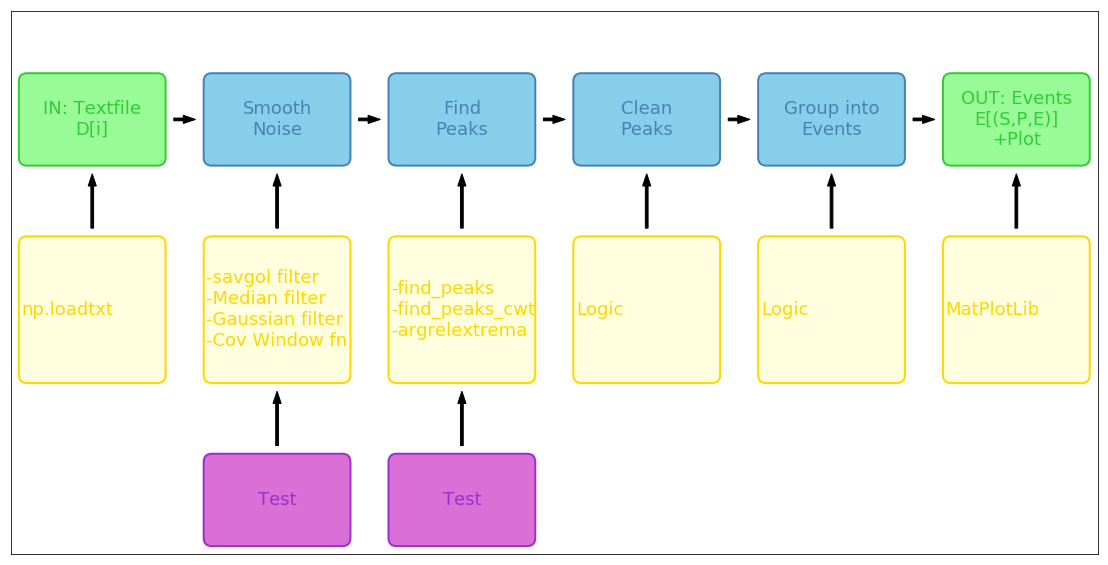 IN: Textfile
D[i]
Smooth
Noise
Find
Peaks
Clean
Peaks
Group into
Events
OUT: Events
E[(S,P,E)]
+Plot
np.loadtxt
-savgol filter
-Median filter
-Gaussian filter
-Cov Window fn
-find_peaks
-find_peaks_cwt
-argrelextrema
Logic
Logic
MatPlotLib
Test
Test